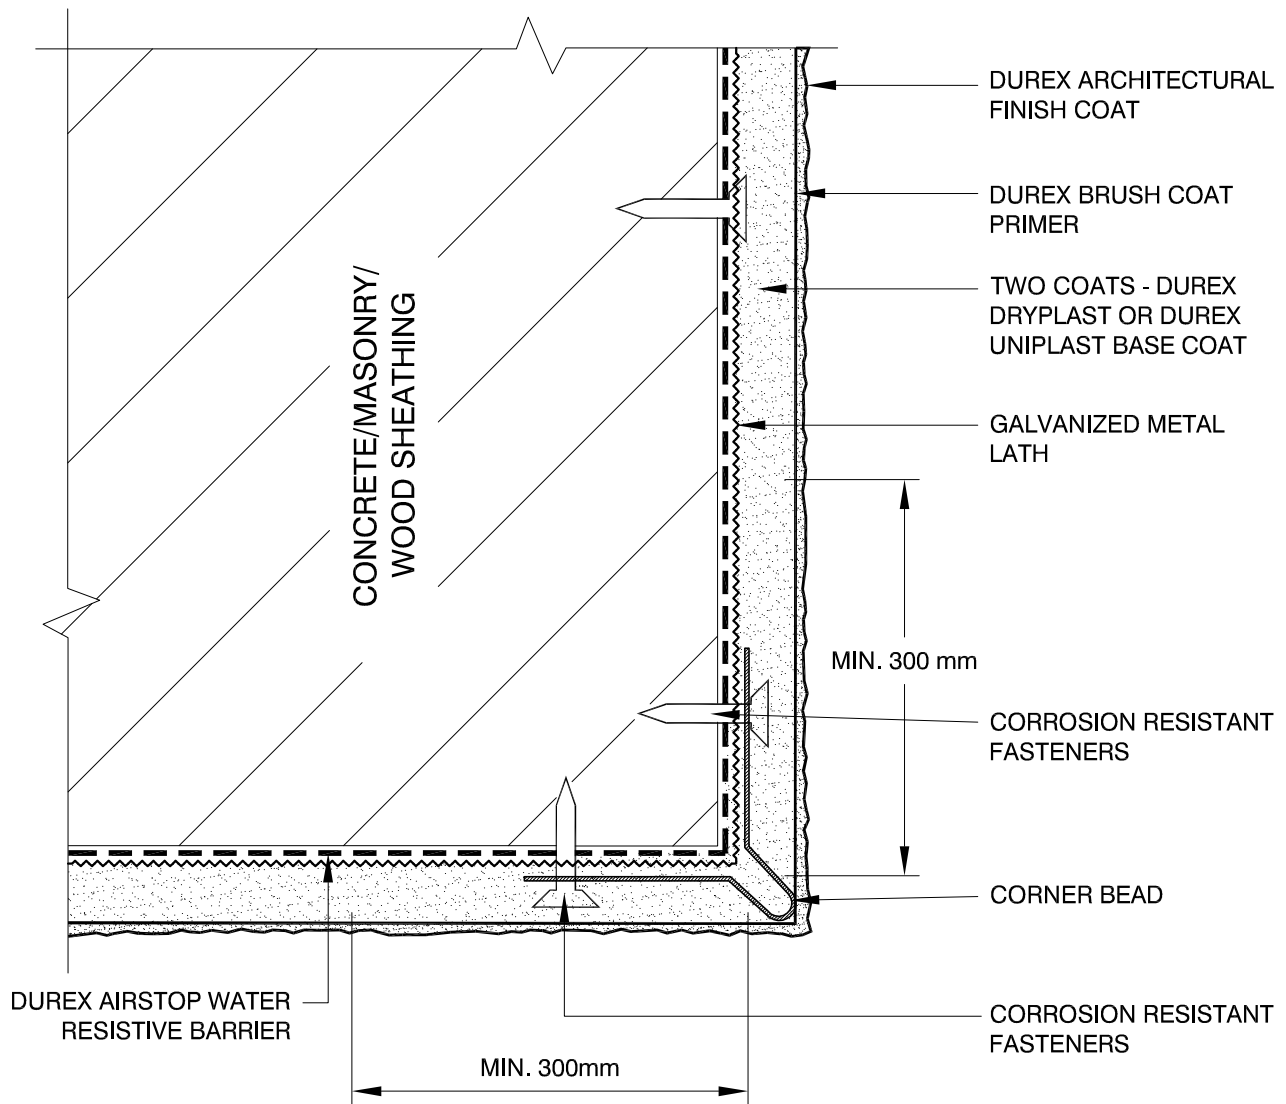 DUREX ARCHITECTURAL
FINISH COAT
DUREX BRUSH COAT
PRIMER
TWO COATS - DUREX
DRYPLAST OR DUREX
UNIPLAST BASE COAT
CONCRETE/MASONRY/
WOOD SHEATHING
GALVANIZED METAL
LATH
MIN. 300 mm
CORROSION RESISTANT
FASTENERS
CORNER BEAD
DUREX AIRSTOP WATER
RESISTIVE BARRIER
CORROSION RESISTANT
FASTENERS
MIN. 300mm